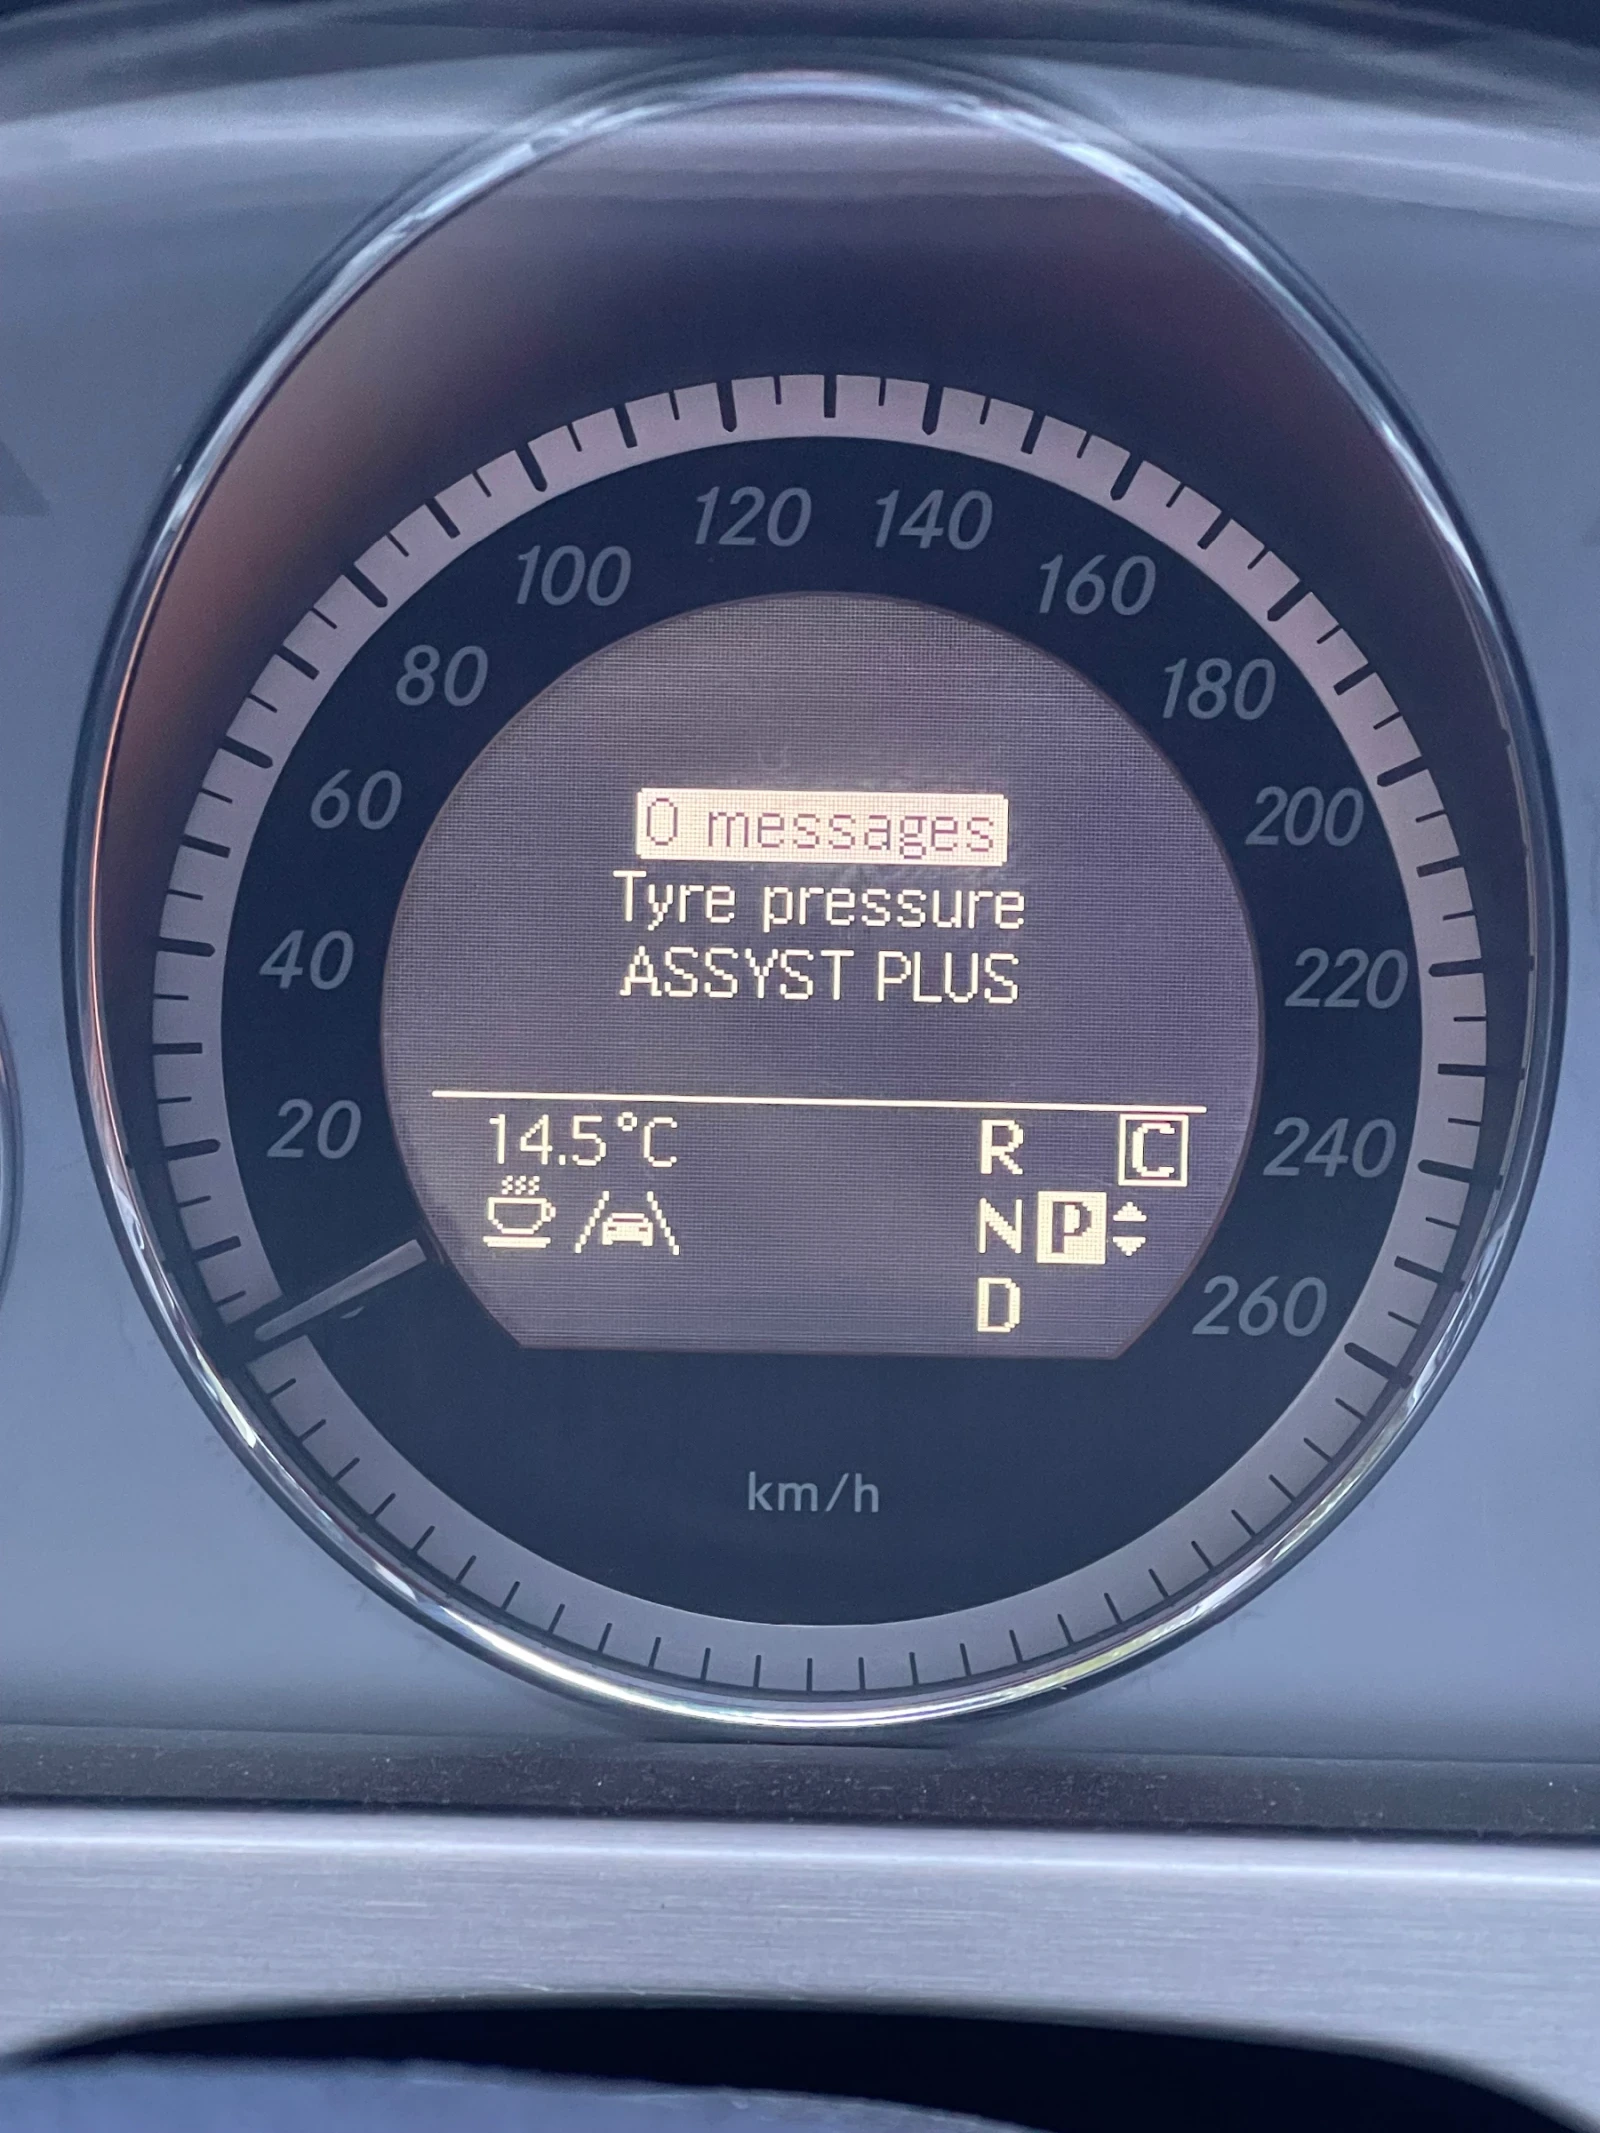 120 140
100 160
80 180
60 200
0 messages
Tyre pressure
40 ASSYST PLUS 220
20 14.5°C R C 240
N P
D 260
km/h